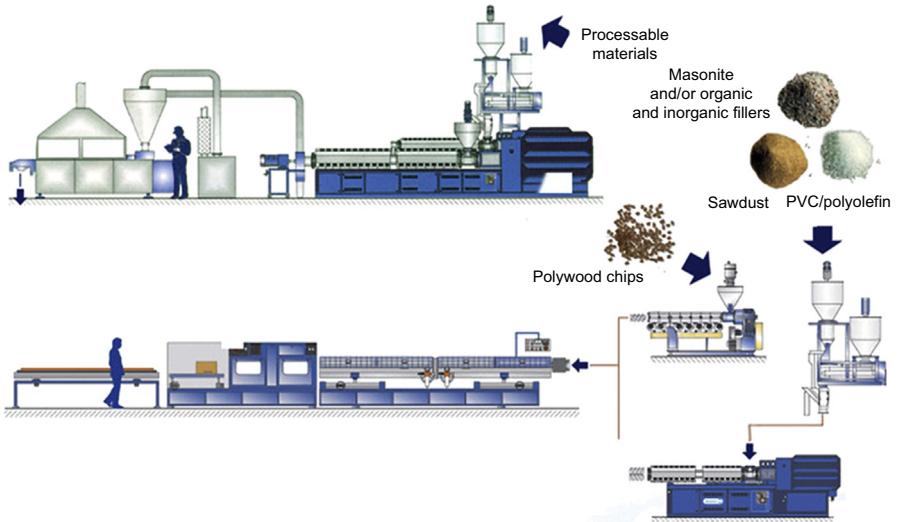 Processable
materials
Masonite
and/or organic
and inorganic fillers
Sawdust
PVC/polyolefin
Polywood chips